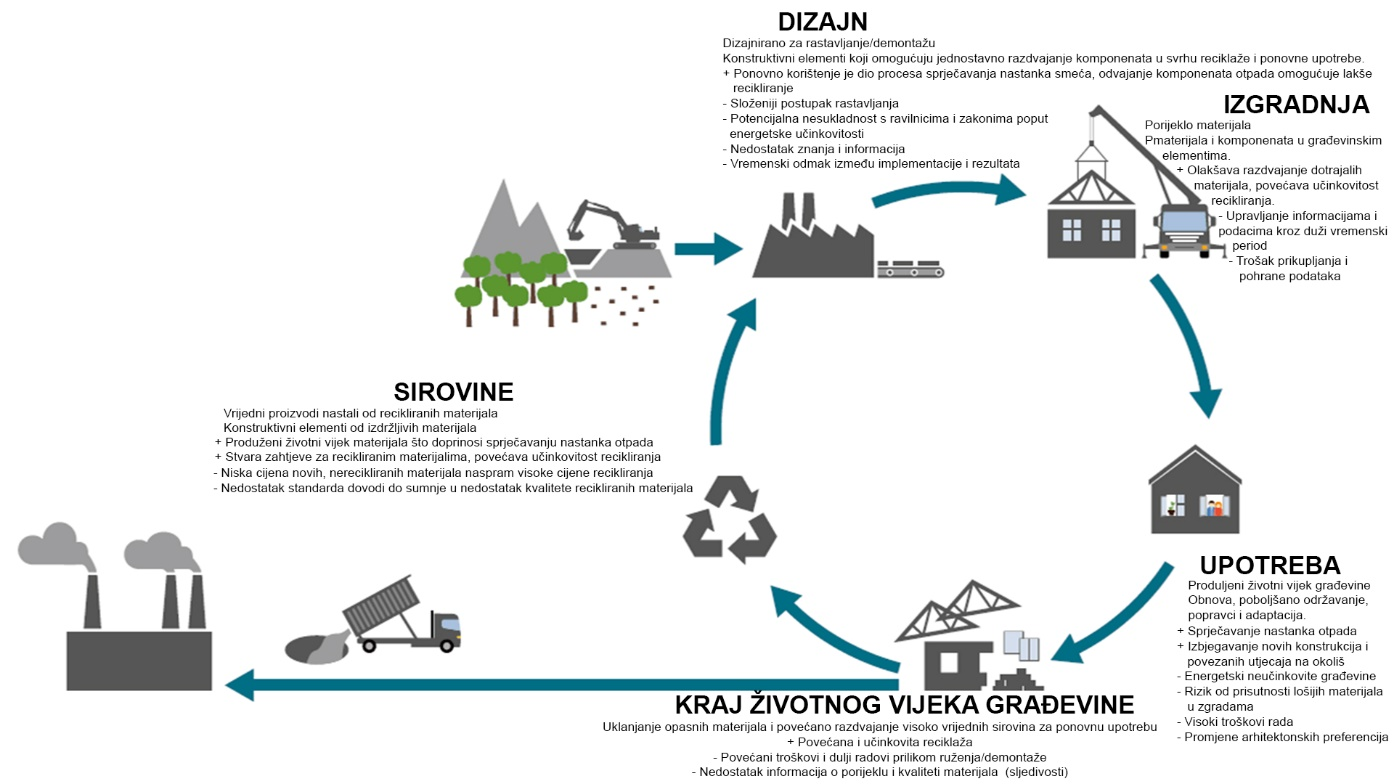 DIZAJN
Dizajnirano za rastavljanje/demontažu
Konstruktivni elementi koji omogućuju jednostavno razdvajanje komponenata u svrhu reciklaže i ponovne upotrebe.
+ Ponovno korištenje je dio procesa sprječavanja nastanka smeća, odvajanje komponenata otpada omogućuje lakše
recikliranje
- Složeniji postupak rastavljanja
- Potencijalna nesukladnost s ravilnicima i zakonima poput
energetske učinkovitosti
- Nedostatak znanja i informacija
- Vremenski odmak između implementacije i rezultata
IZGRADNJA
Porijeklo materijala
Pmaterijala i komponenata u građevinskim
elementima.
+ Olakšava razdvajanje dotrajalih
materijala, povećava učinkovitost
recikliranja.
- Upravljanje informacijama i
podacima kroz duži vremenski
period
- Trošak prikupljanja i
pohrane podataka
SIROVINE
Vrijedni proizvodi nastali od recikliranih materijala
Konstruktivni elementi od izdržljivih materijala
+ Produženi životni vijek materijala što doprinosi sprječavanju nastanka otpada
+ Stvara zahtjeve za recikliranim materijalima, povećava učinkovitost recikliranja
- Niska cijena novih, nerecikliranih materijala naspram visoke cijene recikliranja
- Nedostatak standarda dovodi do sumnje u nedostatak kvalitete recikliranih materijala
UPOTREBA
Produljeni životni vijek građevine
Obnova, poboljšano održavanje,
popravci i adaptacija.
+ Sprječavanje nastanka otpada
+ Izbjegavanje novih konstrukcija i
povezanih utjecaja na okoliš
- Energetski neučinkovite građevine
- Rizik od prisutnosti lošijih materijala
u zgradama
- Visoki troškovi rada
- Promjene arhitektonskih preferencija
KRAJ ŽIVOTNOG VIJEKA GRAĐEVINE
Uklanjanje opasnih materijala i povećano razdvajanje visoko vrijednih sirovina za ponovnu upotrebu
+ Povećana i učinkovita reciklaža
- Povećani troškovi i dulji radovi prilikom ruženja/demontaže
- Nedostatak informacija o porijeklu i kvaliteti materijala (sljedivosti)